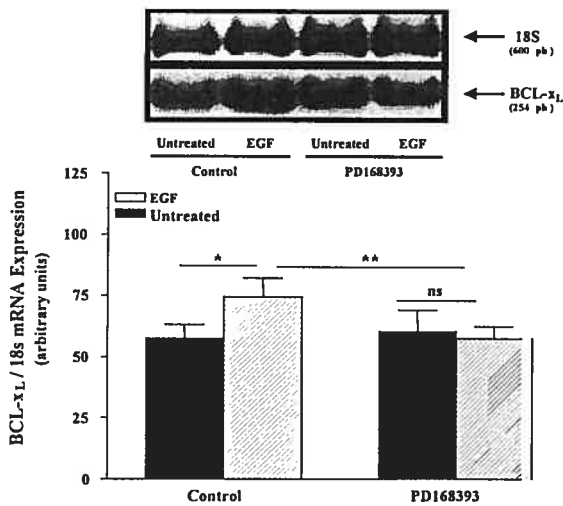 18S
(600 pb)
BCL-xL
(254 pb)
Untreated EGF Untreated EGF
Control PD168393
125
100
75
50
25
0
BCL-xL / 18s mRNA Expression
(arbitrary units)
EGF
Untreated
*
**
ns
Control PD168393